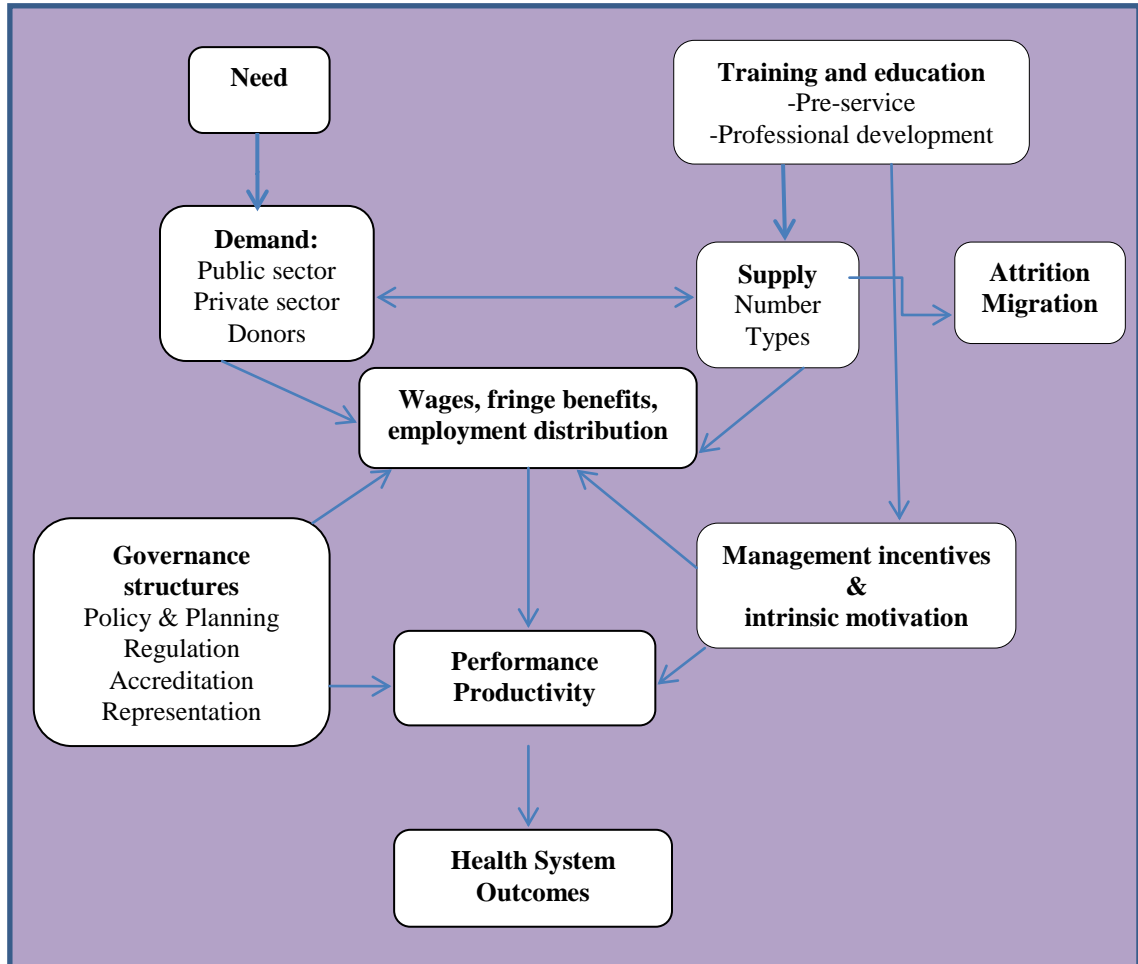 Need
Training and education
-Pre-service
-Professional development
Demand:
Public sector
Private sector
Donors
Supply
Number
Types
Attrition
Migration
Wages, fringe benefits,
employment distribution
Governance
structures
Policy & Planning
Regulation
Accreditation
Representation
Management incentives
&
intrinsic motivation
Performance
Productivity
Health System
Outcomes